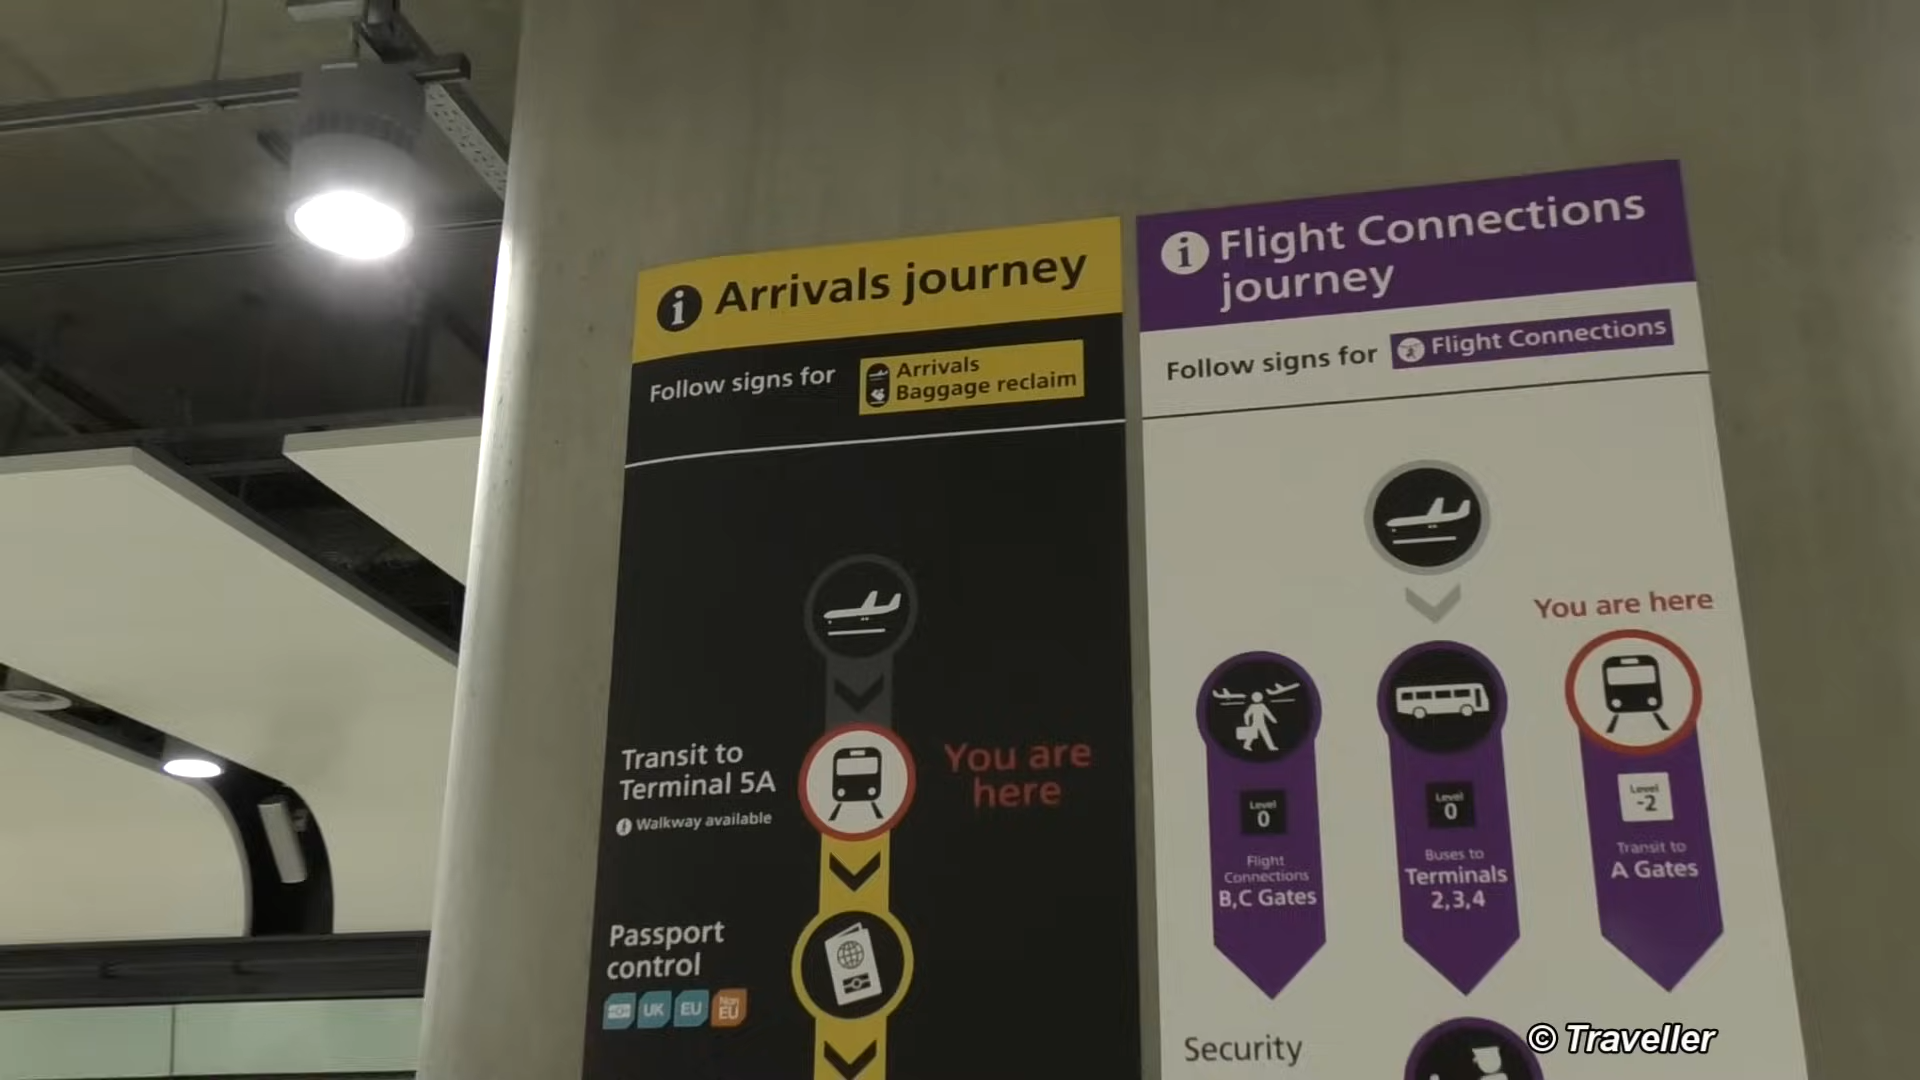 Arrivals journey
Follow signs for
Arrivals
Baggage reclaim
Transit to
Terminal 5A
Walkway available
You are
here
Passport
control
UK
EU
Non
EU
Flight Connections
journey
Follow signs for
Flight Connections
You are here
Level
0
Flight
Connections
B,C Gates
Level
0
Buses to
Terminals
2,3,4
Level
-2
Transit to
A Gates
Security
© Traveller